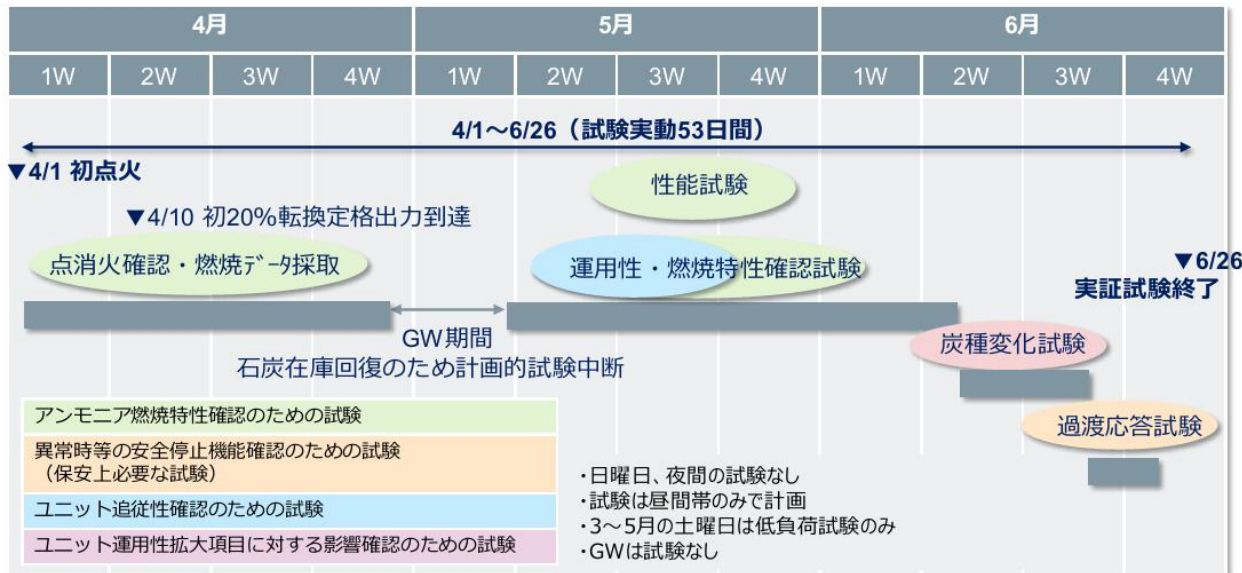 4月 5月 6月
1W 2W 3W 4W 1W 2W 3W 4W 1W 2W 3W 4W
4/1～6/26（試験実動53日間）
▼4/1 初点火
性能試験
▼4/10 初20%転換定格出力到達
点消火確認・燃焼ﾃﾞｰﾀ採取
運用性・燃焼特性確認試験
▼6/26
実証試験終了
GW期間
石炭在庫回復のため計画的試験中断
炭種変化試験
過渡応答試験
アンモニア燃焼特性確認のための試験
異常時等の安全停止機能確認のための試験
（保安上必要な試験）
ユニット追従性確認のための試験
ユニット運用性拡大項目に対する影響確認のための試験
・日曜日、夜間の試験なし
・試験は昼間帯のみで計画
・3～5月の土曜日は低負荷試験のみ
・GWは試験なし